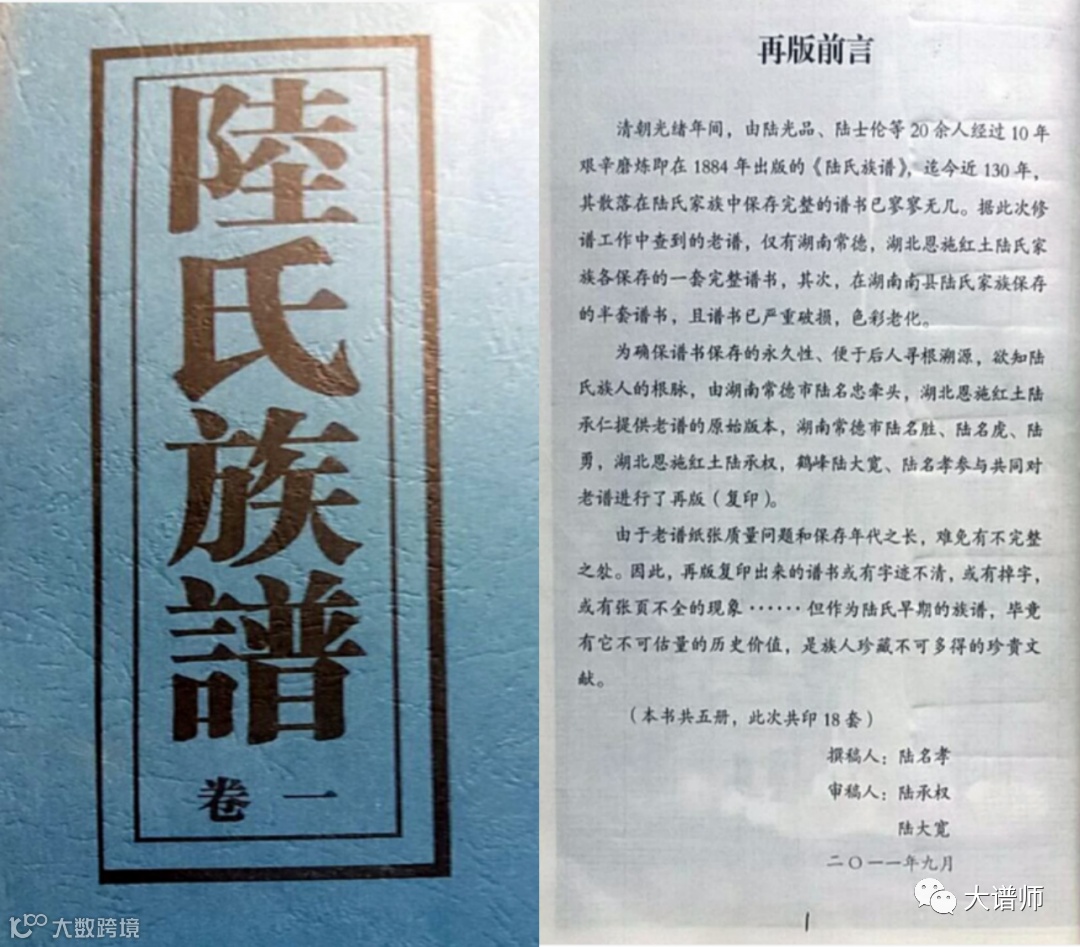 陸氏族譜
卷一
再版前言
清朝光绪年间，由陆光品、陆士伦等20余人经过10年
艰辛磨炼即在1884年出版的《陆氏族谱》，迄今近130年，
其散落在陆氏家族中保存完整的谱书已寥寥无几。据此次修
谱工作中查到的老谱，仅有湖南常德，湖北恩施红土陆氏家
族各保存的一套完整谱书，其次，在湖南南县陆氏家族保存
的半套谱书，且谱书已严重破损，色彩老化。
为确保谱书保存的永久性、便于后人寻根溯源，欲知陆
氏族人的根脉，由湖南常德市陆名忠牵头，湖北恩施红土陆
承仁提供老谱的原始版本，湖南常德市陆名胜、陆名虎、陆
勇，湖北恩施红土陆承权，鹤峰陆大宽、陆名孝参与共同对
老谱进行了再版（复印）。
由于老谱纸张质量问题和保存年代之长，难免有不完整
之处。因此，再版复印出来的谱书或有字迹不清，或有掉字，
或有张页不全的现象……但作为陆氏早期的族谱，毕竟
有它不可估量的历史价值，是族人珍藏不可多得的珍贵文
献。
（本书共五册，此次共印18套）
撰稿人：陆名孝
审稿人：陆承权
陆大宽
二〇一一年九月
1
大谱师
大数跨境